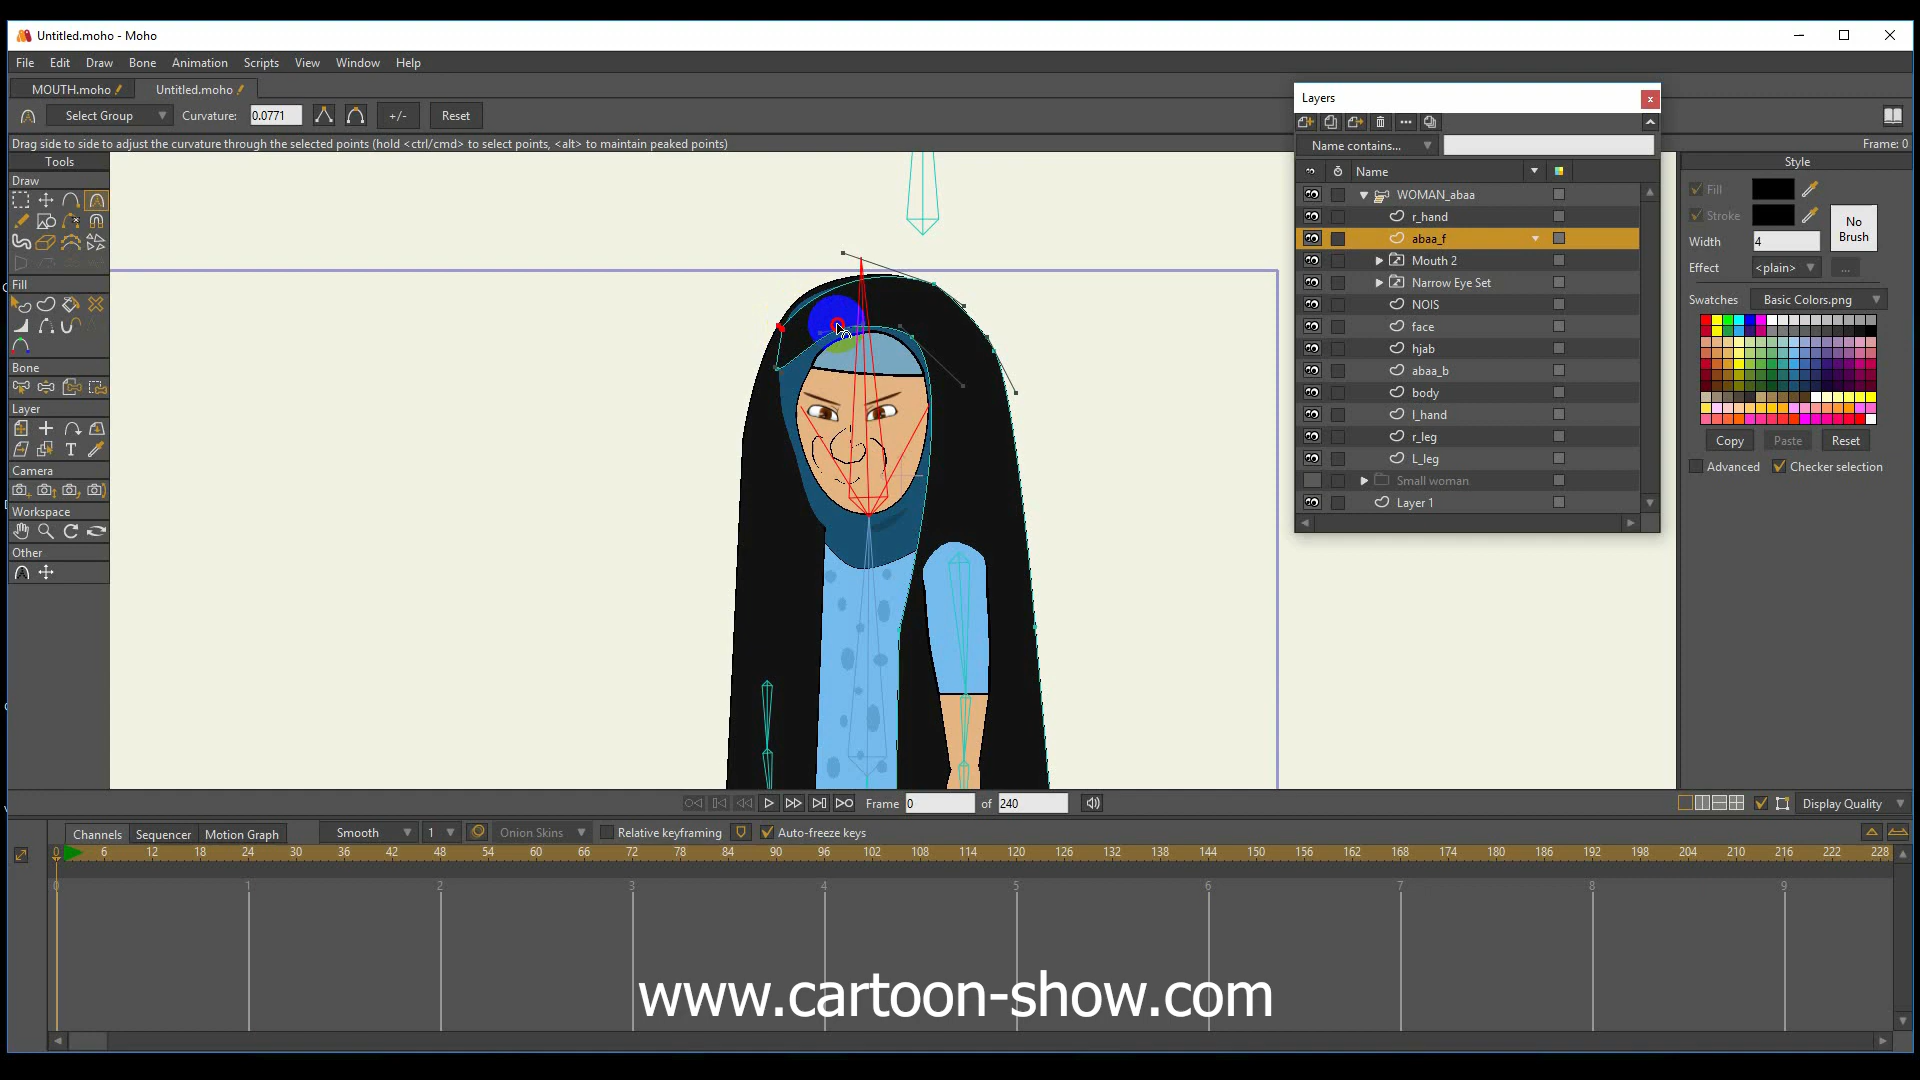 Untitled.moho - Moho
File Edit Draw Bone Animation Scripts View Window Help
MOUTH.moho Untitled.moho
Select Group Curvature: 0.0771 +/- Reset
Drag side to side to adjust the curvature through the selected points (hold <ctrl/cmd> to select points, <alt> to maintain peaked points) Frame: 0
Tools
Draw
Fill
Bone
Layer
Camera
Workspace
Other
Layers
Name contains...
Name
WOMAN_abaa
r_hand
abaa_f
Mouth 2
Narrow Eye Set
NOIS
face
hjab
abaa_b
body
l_hand
r_leg
L_leg
Small woman
Layer 1
Style
Fill
Stroke
No Brush
Width 4
Effect <plain> ...
Swatches Basic Colors.png
Copy Paste Reset
Advanced Checker selection
Frame 0 of 240 Display Quality
Channels Sequencer Motion Graph Smooth 1 Onion Skins Relative keyframing Auto-freeze keys
0 6 12 18 24 30 36 42 48 54 60 66 72 78 84 90 96 102 108 114 120 126 132 138 144 150 156 162 168 174 180 186 192 198 204 210 216 222 228
0 1 2 3 4 5 6 7 8 9
www.cartoon-show.com